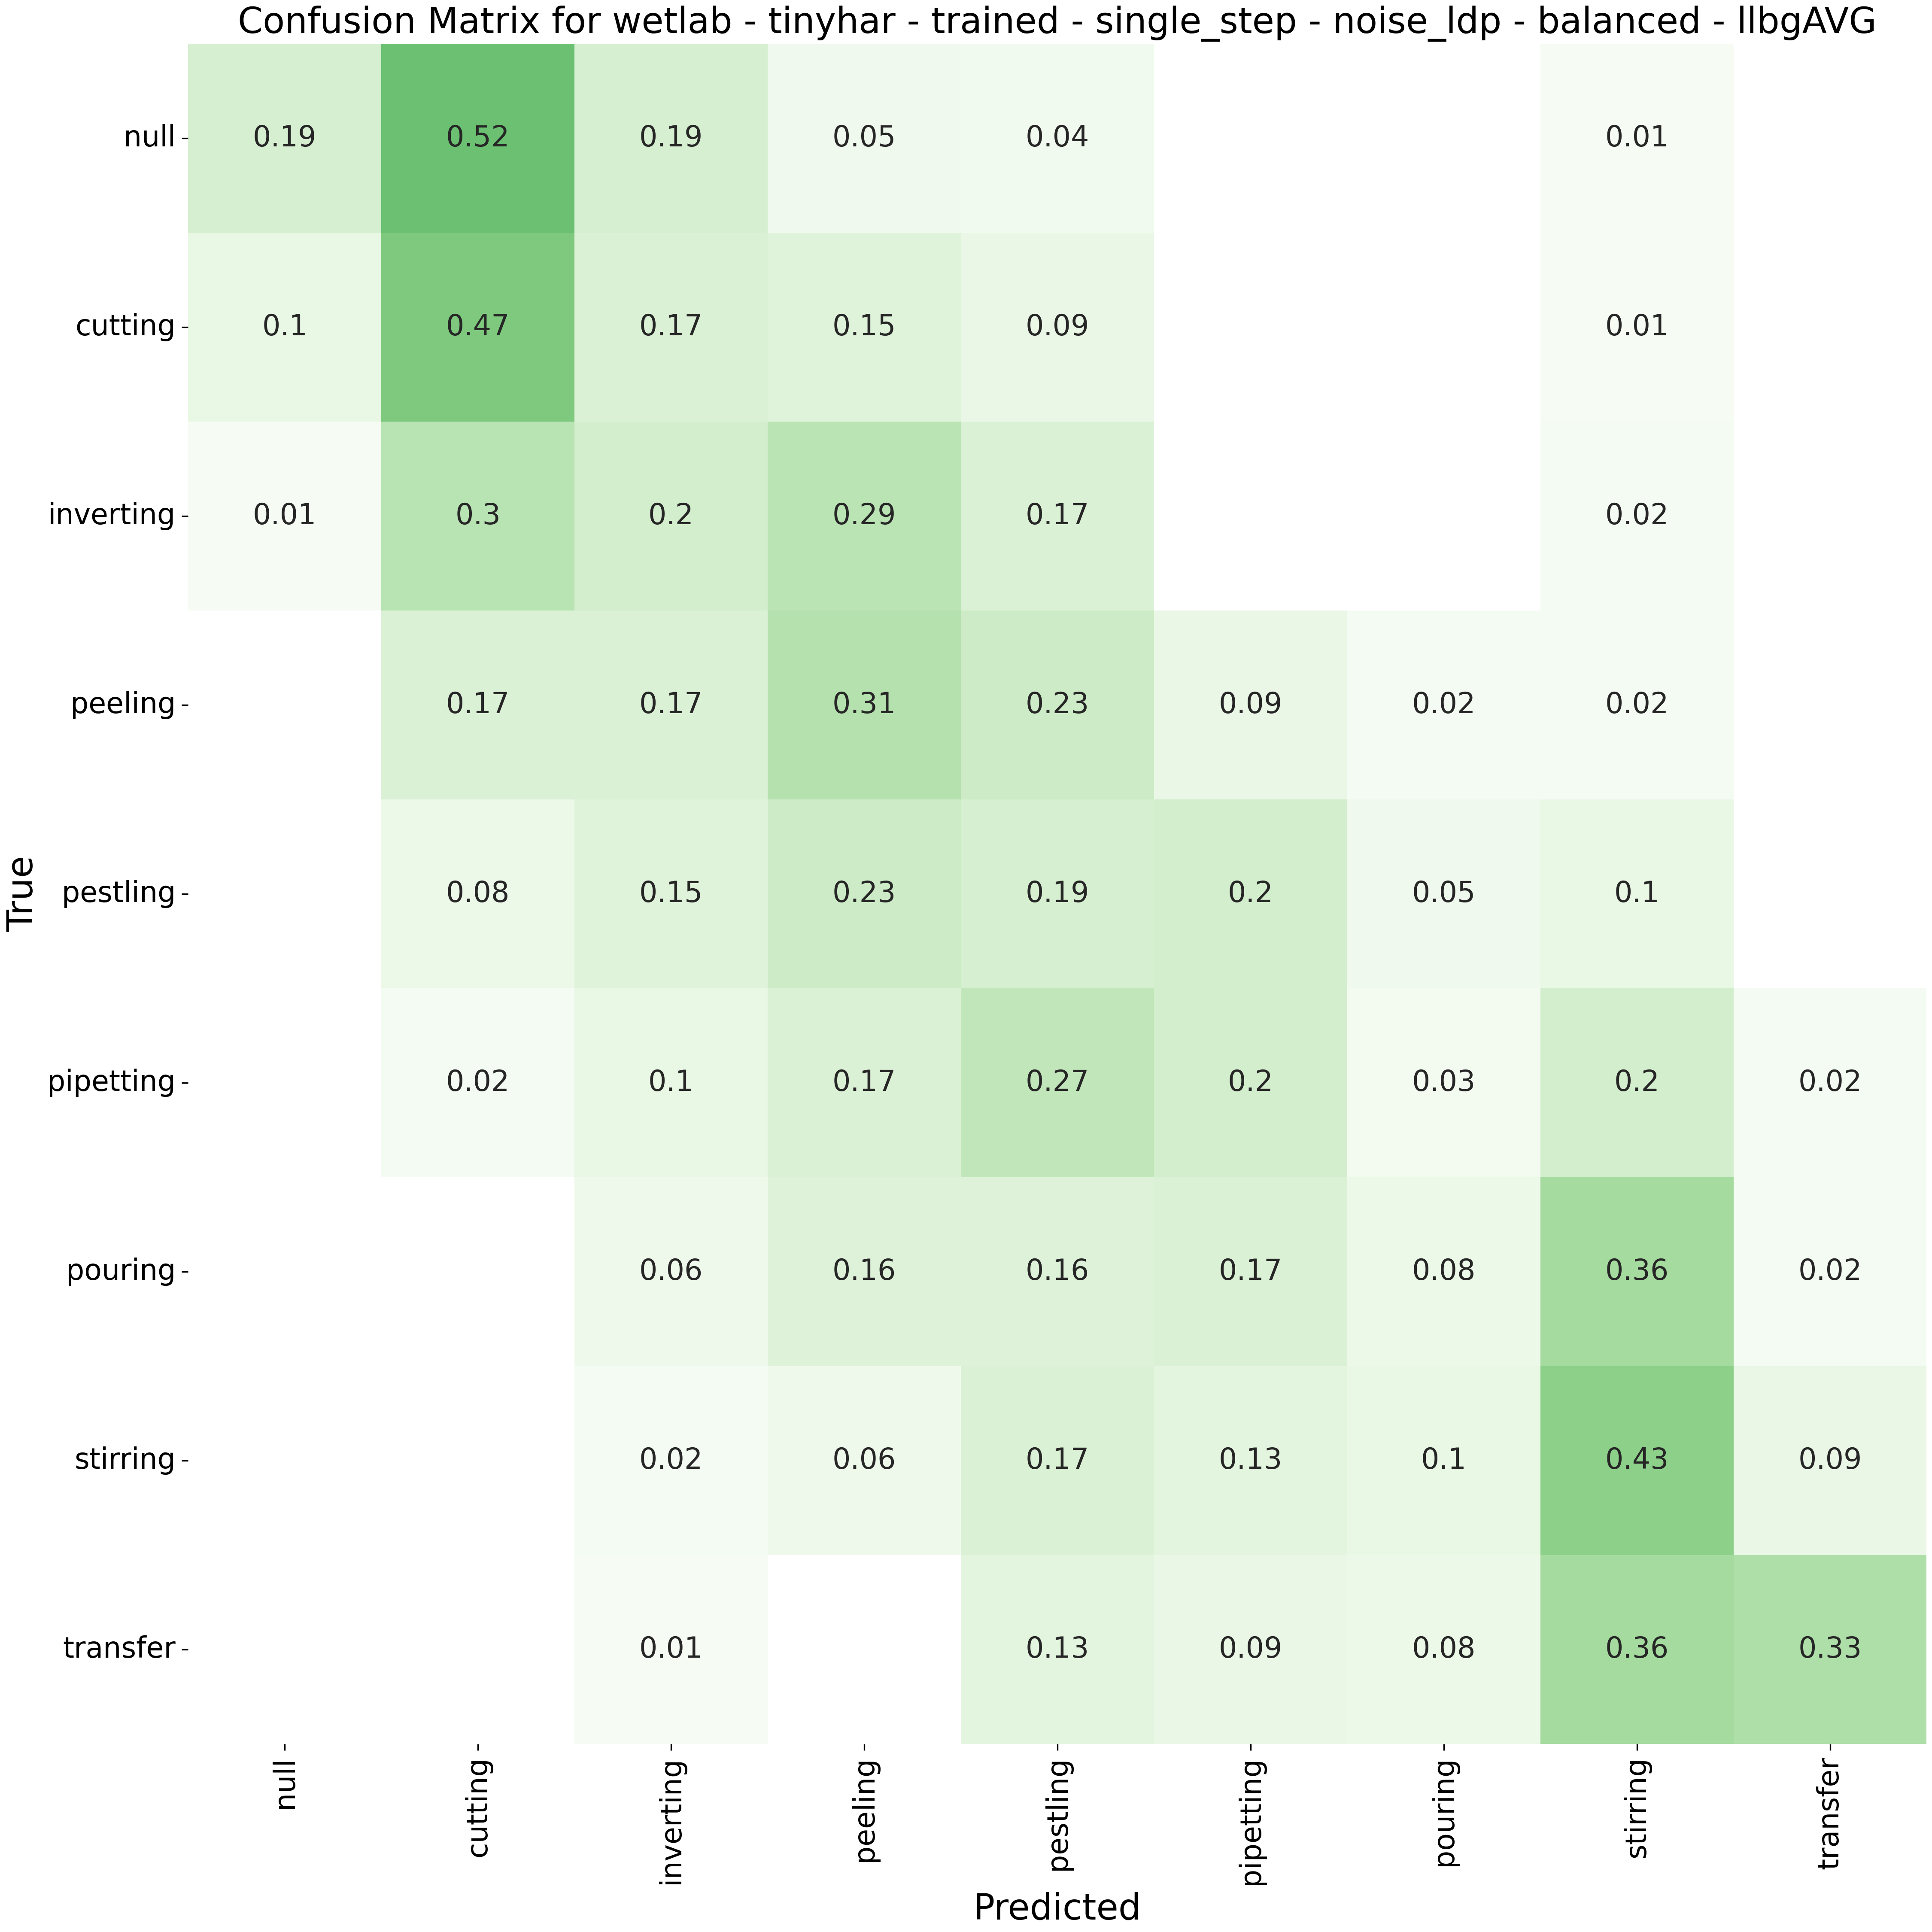 Confusion Matrix for wetlab - tinyhar - trained - single_step - noise_ldp - balanced - llbgAVG
null 0.19 0.52 0.19 0.05 0.04 0.01
cutting 0.1 0.47 0.17 0.15 0.09 0.01
inverting 0.01 0.3 0.2 0.29 0.17 0.02
peeling 0.17 0.17 0.31 0.23 0.09 0.02 0.02
pestling 0.08 0.15 0.23 0.19 0.2 0.05 0.1
pipetting 0.02 0.1 0.17 0.27 0.2 0.03 0.2 0.02
pouring 0.06 0.16 0.16 0.17 0.08 0.36 0.02
stirring 0.02 0.06 0.17 0.13 0.1 0.43 0.09
transfer 0.01 0.13 0.09 0.08 0.36 0.33
True
null cutting inverting peeling pestling pipetting pouring stirring transfer
Predicted